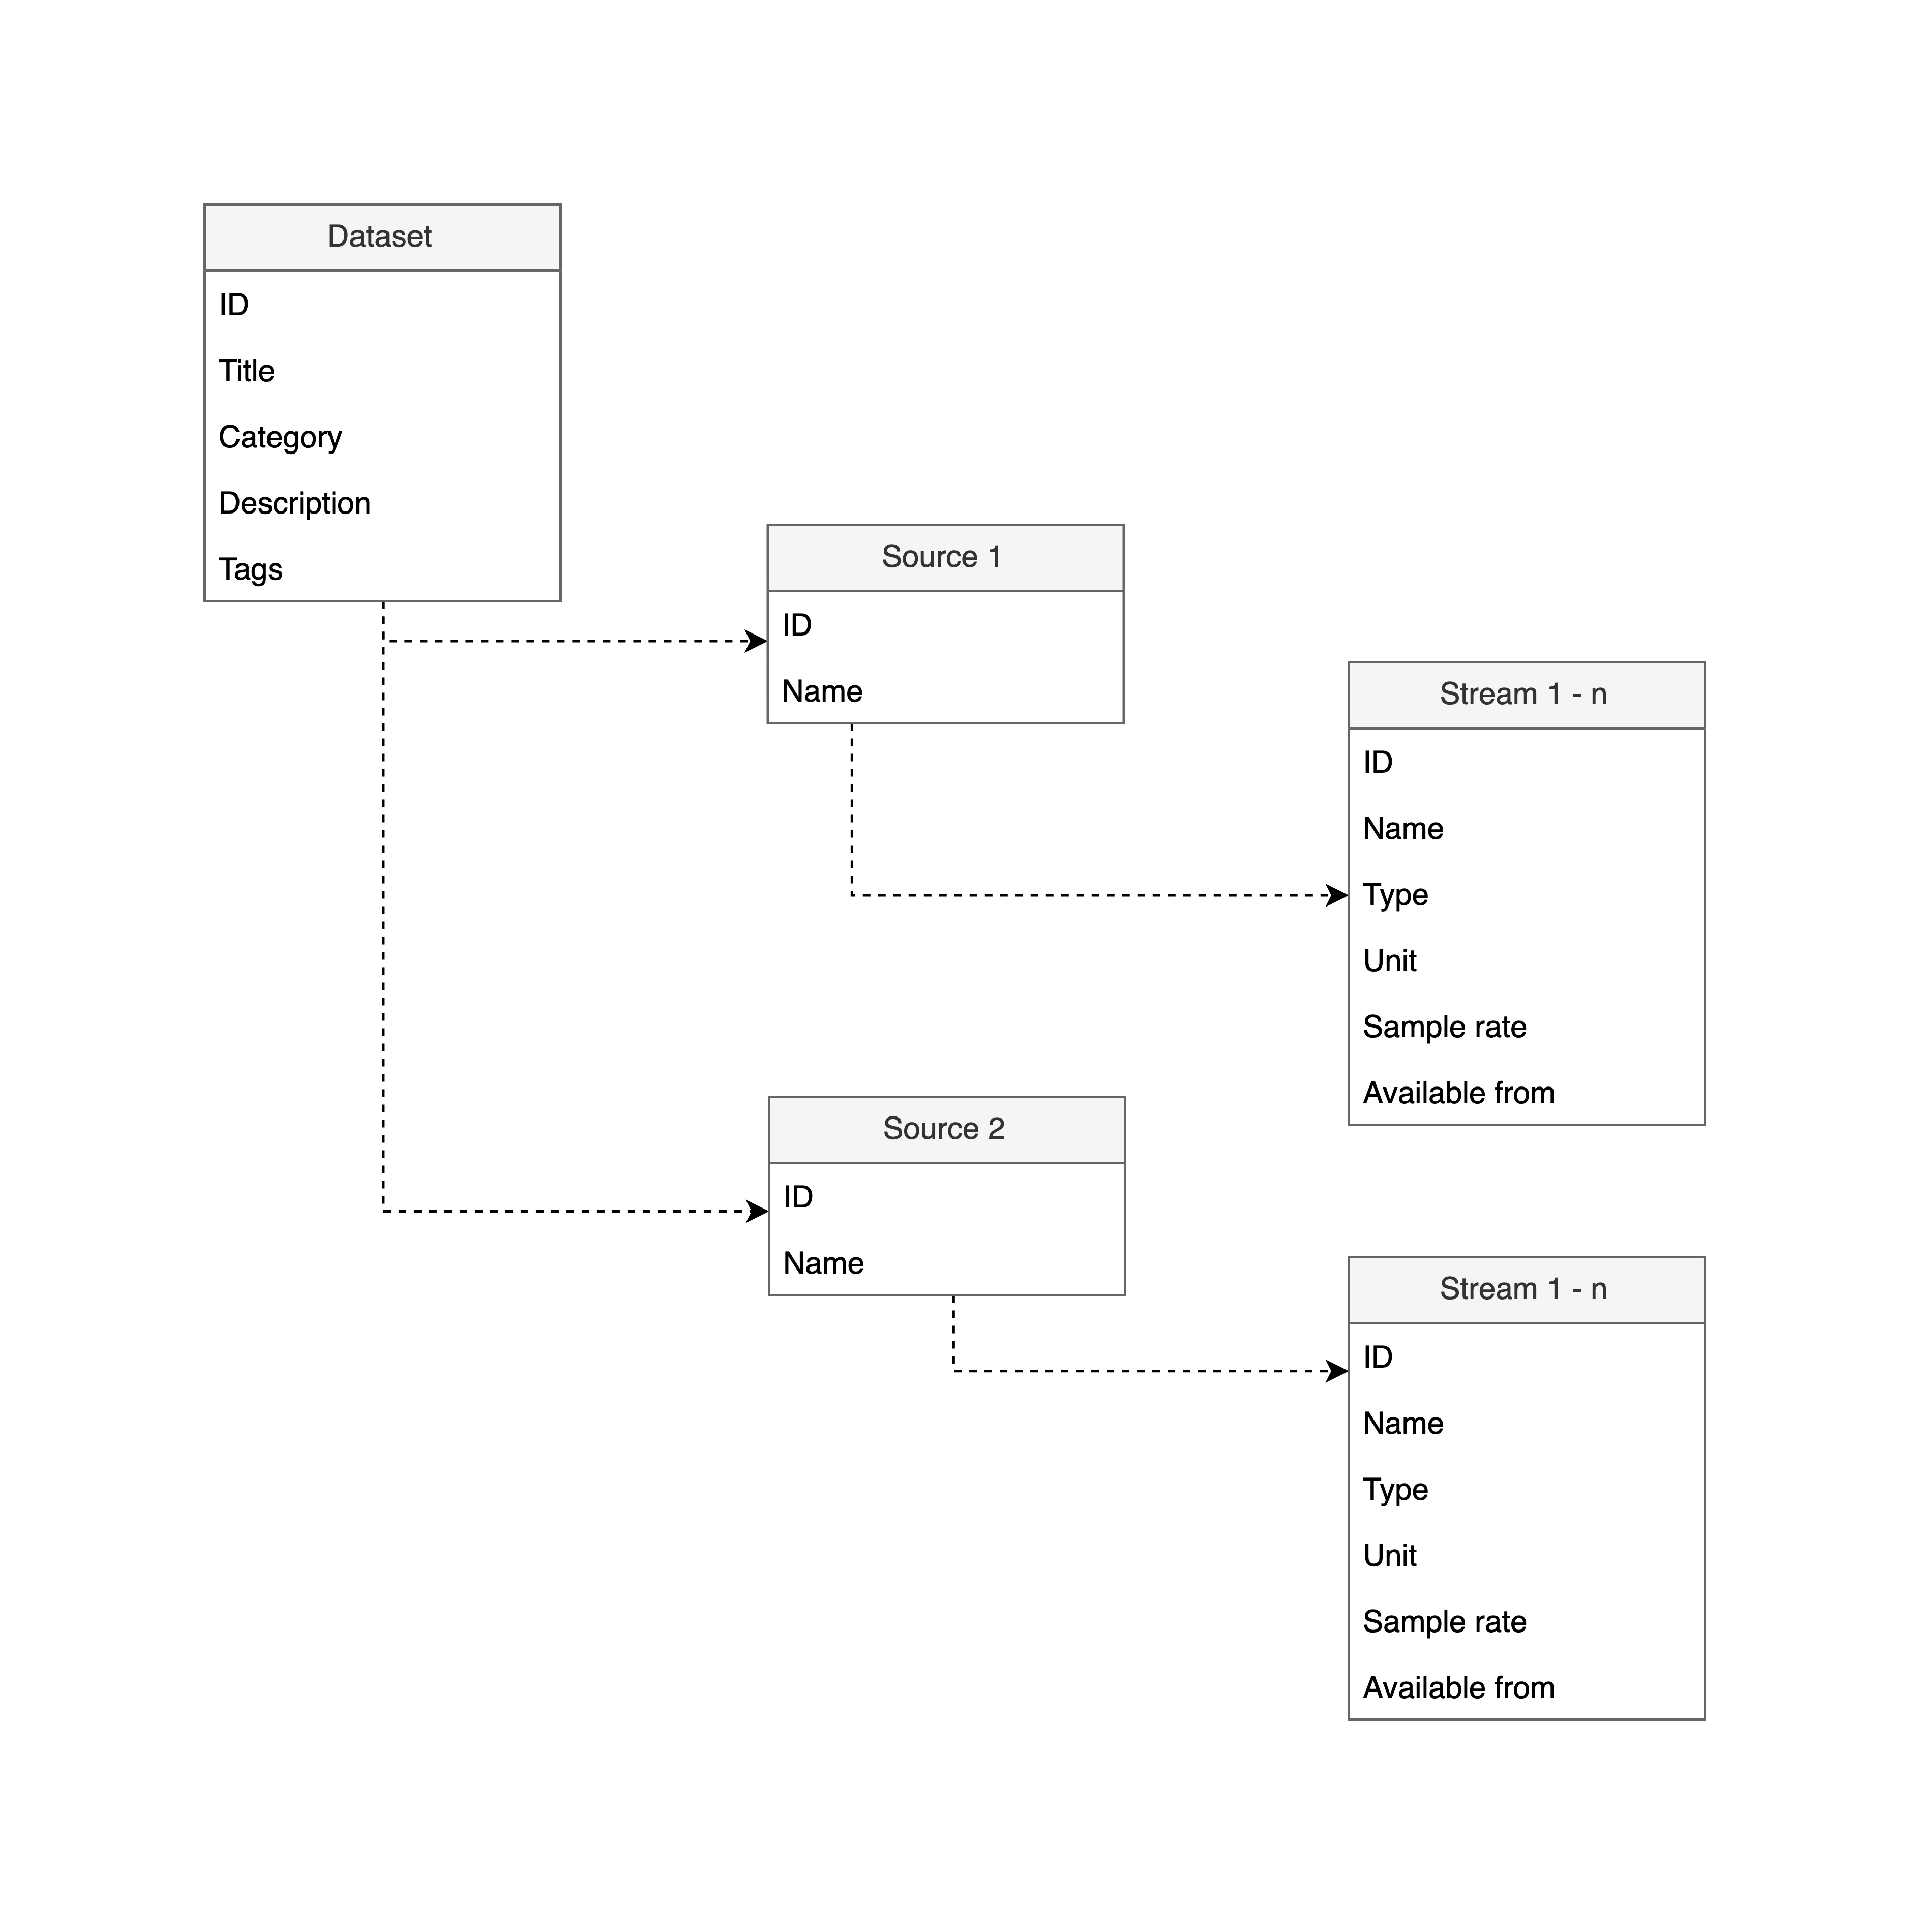 Dataset
ID
Title
Category
Description
Tags
Source 1
ID
Name
Stream 1 - n
ID
Name
Type
Unit
Sample rate
Available from
Source 2
ID
Name
Stream 1 - n
ID
Name
Type
Unit
Sample rate
Available from